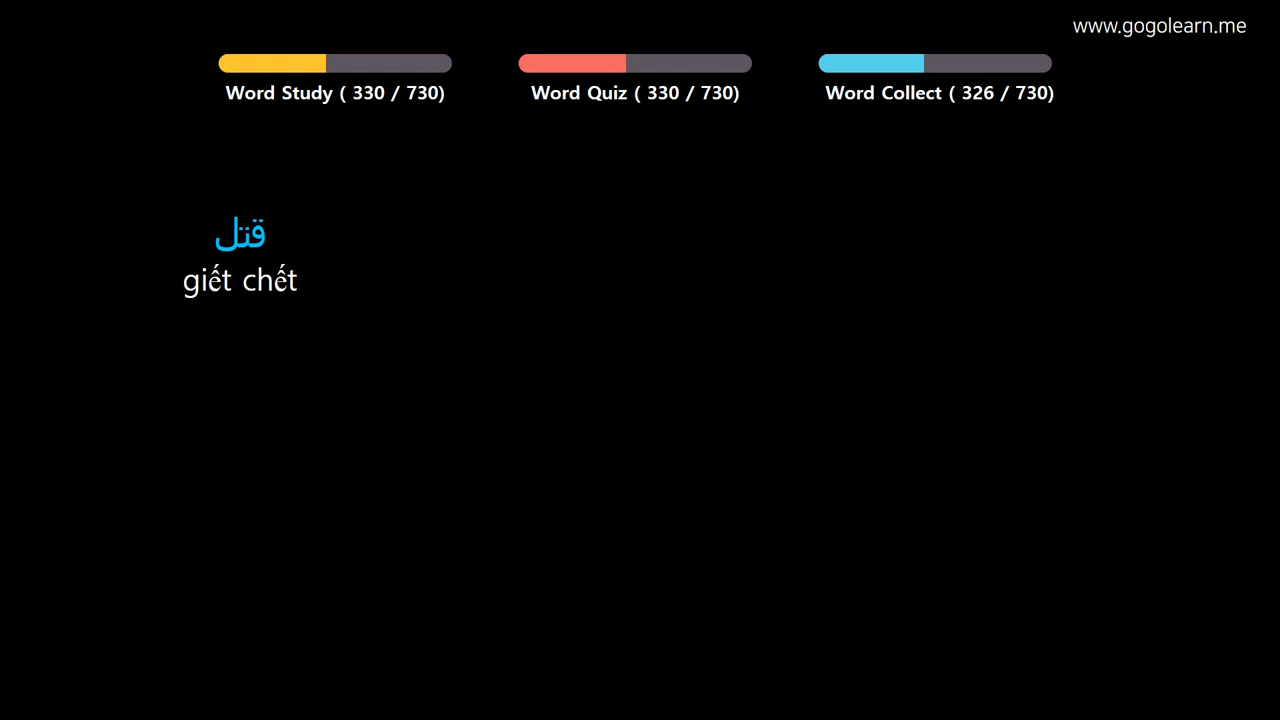 www.gogolearn.me
Word Study ( 330 / 730)
Word Quiz ( 330 / 730)
Word Collect ( 326 / 730)
قتل
giết chết